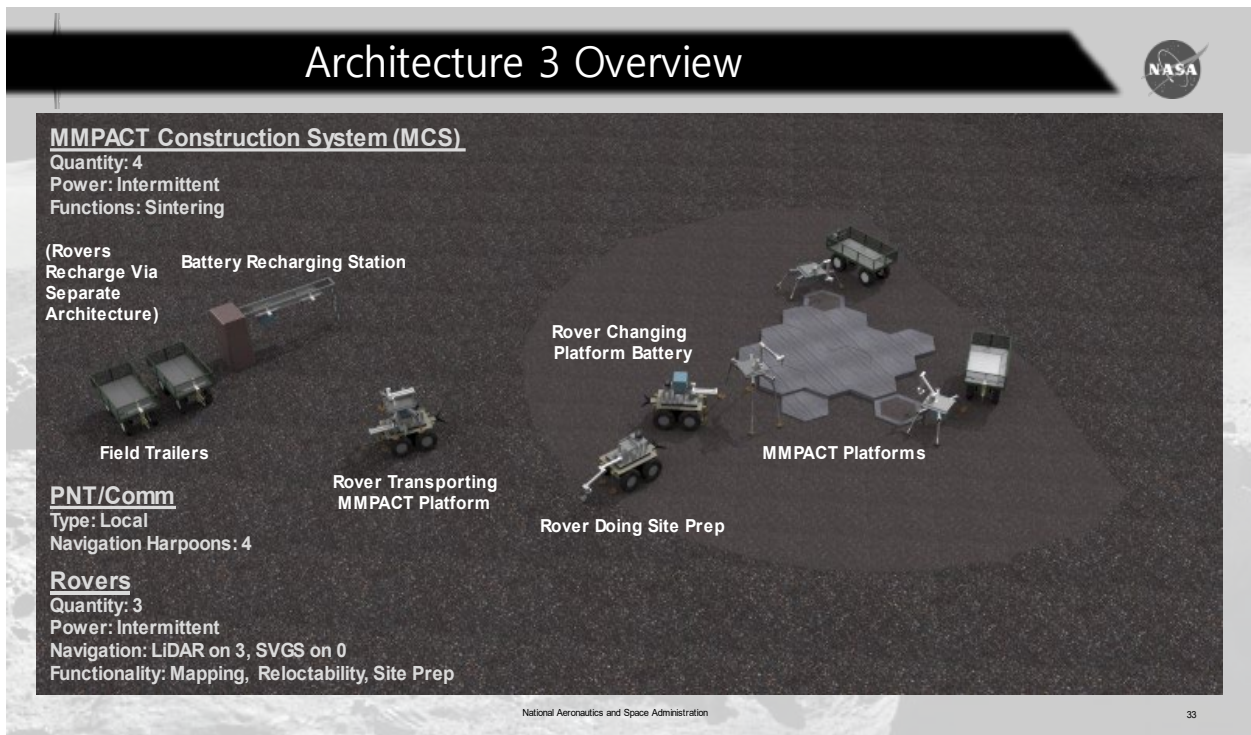 Architecture 3 Overview
NASA
MMPACT Construction System (MCS)
Quantity: 4
Power: Intermittent
Functions: Sintering
(Rovers
Recharge Via
Separate
Architecture)
Battery Recharging Station
Rover Changing
Platform Battery
Field Trailers
MMPACT Platforms
Rover Transporting
MMPACT Platform
Rover Doing Site Prep
PNT/Comm
Type: Local
Navigation Harpoons: 4
Rovers
Quantity: 3
Power: Intermittent
Navigation: LiDAR on 3, SVGS on 0
Functionality: Mapping, Reloctability, Site Prep
National Aeronautics and Space Administration
33